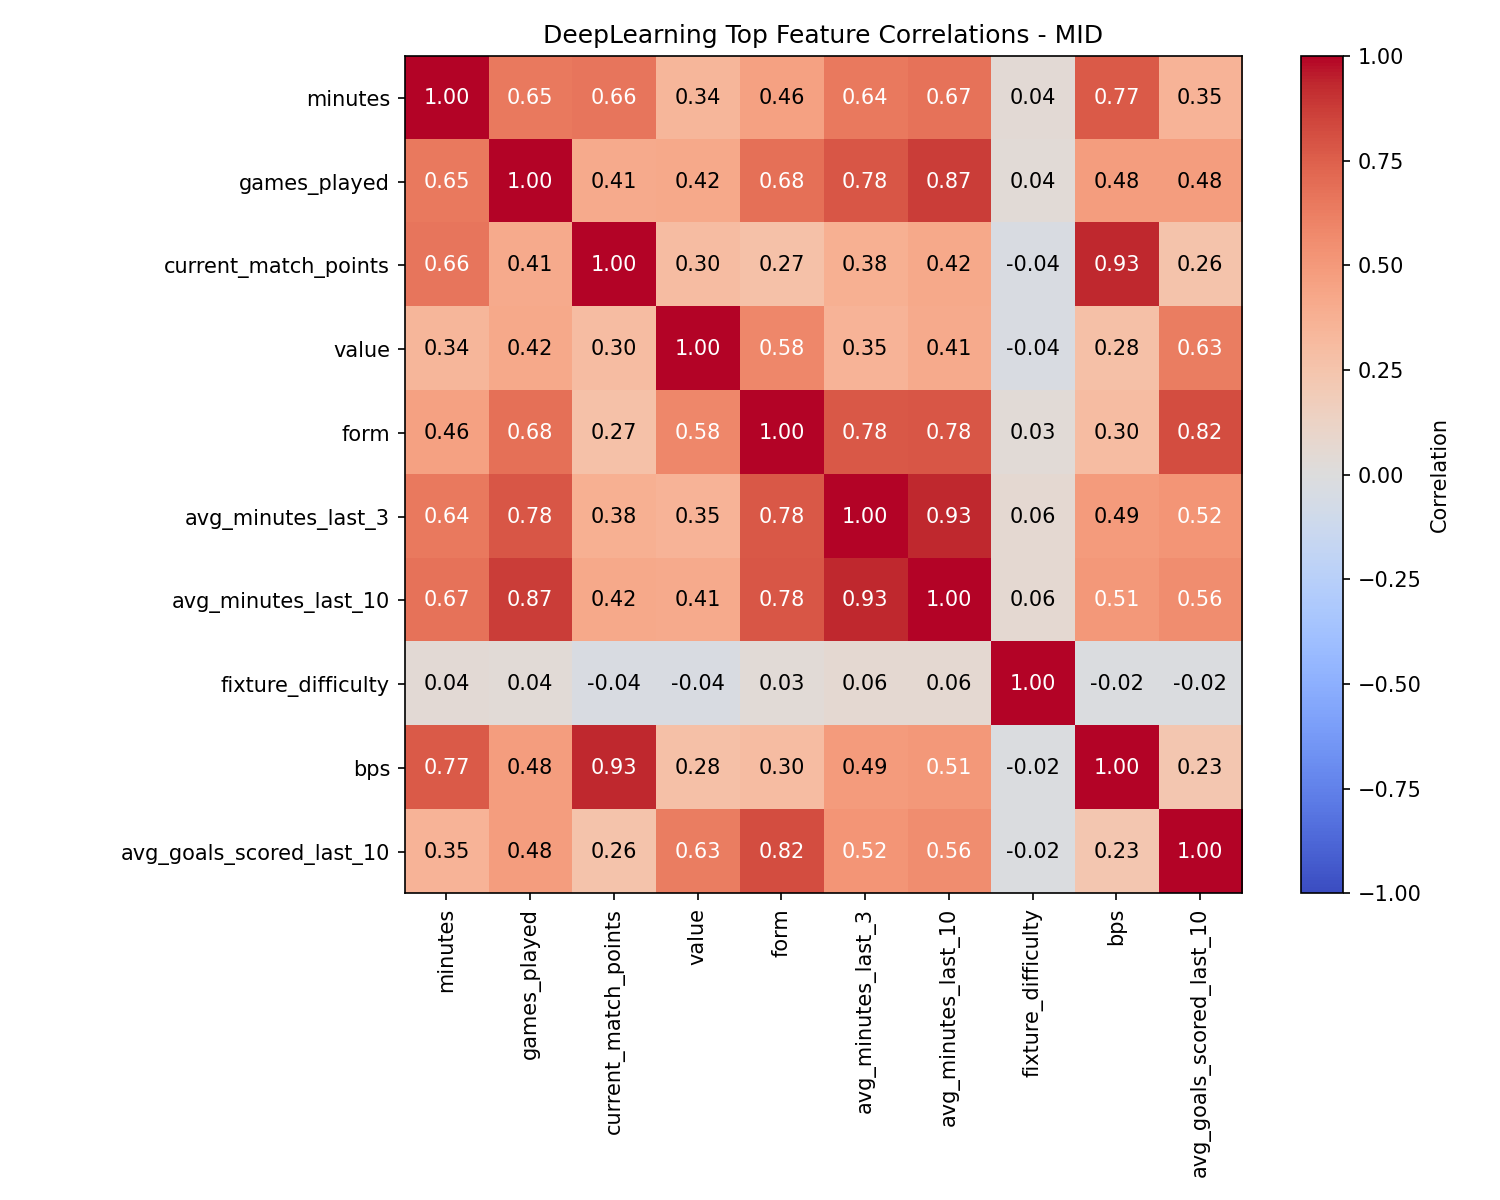 DeepLearning Top Feature Correlations - MID
minutes 1.00 0.65 0.66 0.34 0.46 0.64 0.67 0.04 0.77 0.35
games_played 0.65 1.00 0.41 0.42 0.68 0.78 0.87 0.04 0.48 0.48
current_match_points 0.66 0.41 1.00 0.30 0.27 0.38 0.42 -0.04 0.93 0.26
value 0.34 0.42 0.30 1.00 0.58 0.35 0.41 -0.04 0.28 0.63
form 0.46 0.68 0.27 0.58 1.00 0.78 0.78 0.03 0.30 0.82
avg_minutes_last_3 0.64 0.78 0.38 0.35 0.78 1.00 0.93 0.06 0.49 0.52
avg_minutes_last_10 0.67 0.87 0.42 0.41 0.78 0.93 1.00 0.06 0.51 0.56
fixture_difficulty 0.04 0.04 -0.04 -0.04 0.03 0.06 0.06 1.00 -0.02 -0.02
bps 0.77 0.48 0.93 0.28 0.30 0.49 0.51 -0.02 1.00 0.23
avg_goals_scored_last_10 0.35 0.48 0.26 0.63 0.82 0.52 0.56 -0.02 0.23 1.00
minutes
games_played
current_match_points
value
form
avg_minutes_last_3
avg_minutes_last_10
fixture_difficulty
bps
avg_goals_scored_last_10
1.00
0.75
0.50
0.25
0.00
−0.25
−0.50
−0.75
−1.00
Correlation